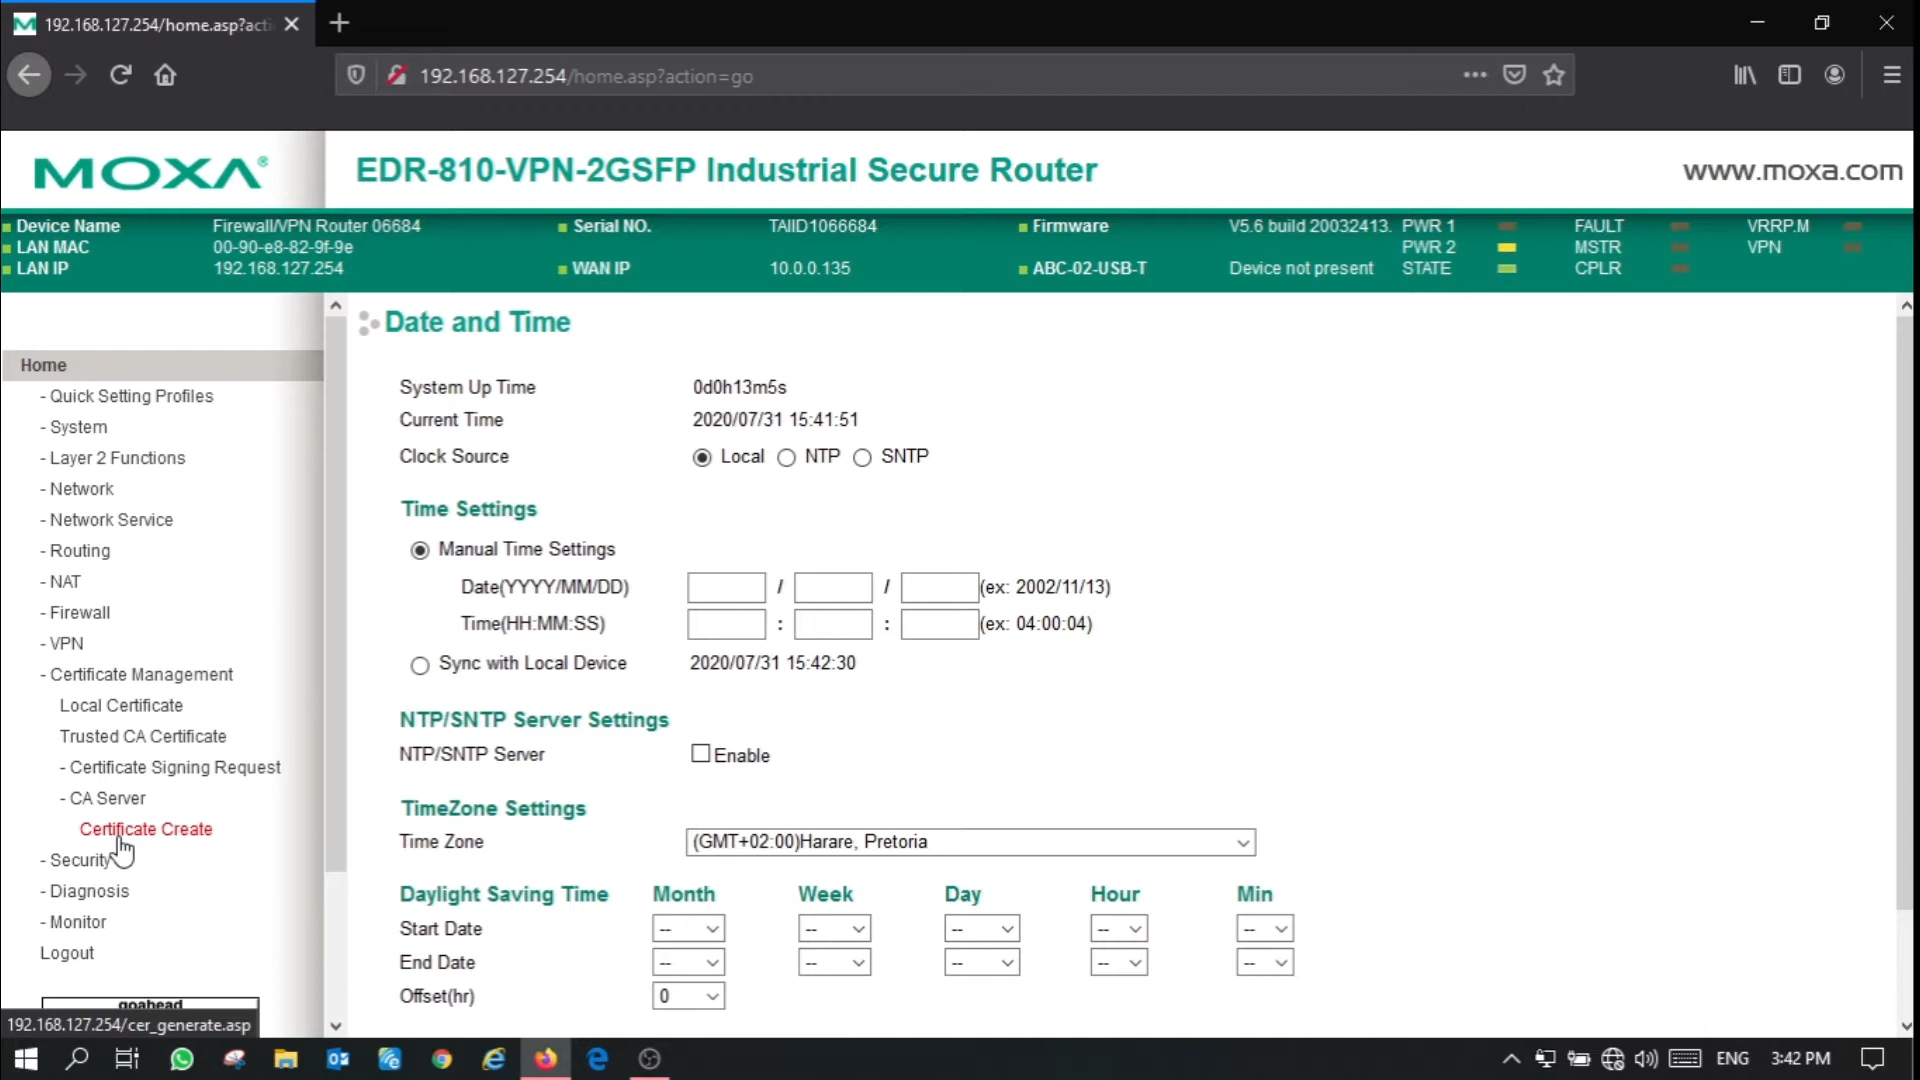 192.168.127.254/home.asp?acti
192.168.127.254/home.asp?action=go
MOXA®
EDR-810-VPN-2GSFP Industrial Secure Router
www.moxa.com
Device Name Firewall/VPN Router 06684 Serial NO. TAIID1066684 Firmware V5.6 build 20032413. PWR 1 FAULT VRRP.M
LAN MAC 00-90-e8-82-9f-9e PWR 2 MSTR VPN
LAN IP 192.168.127.254 WAN IP 10.0.0.135 ABC-02-USB-T Device not present STATE CPLR
Home
- Quick Setting Profiles
- System
- Layer 2 Functions
- Network
- Network Service
- Routing
- NAT
- Firewall
- VPN
- Certificate Management
Local Certificate
Trusted CA Certificate
- Certificate Signing Request
- CA Server
Certificate Create
- Security
- Diagnosis
- Monitor
Logout
goahead
192.168.127.254/cer_generate.asp
Date and Time
System Up Time 0d0h13m5s
Current Time 2020/07/31 15:41:51
Clock Source Local NTP SNTP
Time Settings
Manual Time Settings
Date(YYYY/MM/DD) / / (ex: 2002/11/13)
Time(HH:MM:SS) : : (ex: 04:00:04)
Sync with Local Device 2020/07/31 15:42:30
NTP/SNTP Server Settings
NTP/SNTP Server Enable
TimeZone Settings
Time Zone (GMT+02:00)Harare, Pretoria
Daylight Saving Time Month Week Day Hour Min
Start Date -- -- -- -- --
End Date -- -- -- -- --
Offset(hr) 0
ENG 3:42 PM